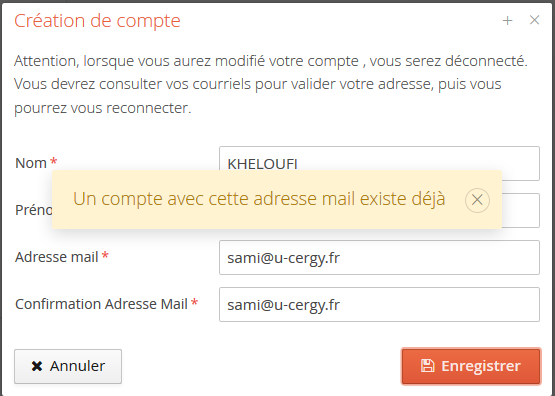 Création de compte
Attention, lorsque vous aurez modifié votre compte , vous serez déconnecté.
Vous devrez consulter vos courriels pour valider votre adresse, puis vous
pourrez vous reconnecter.
Nom * KHELOUFI
Un compte avec cette adresse mail existe déjà
Adresse mail * sami@u-cergy.fr
Confirmation Adresse Mail * sami@u-cergy.fr
Annuler Enregistrer